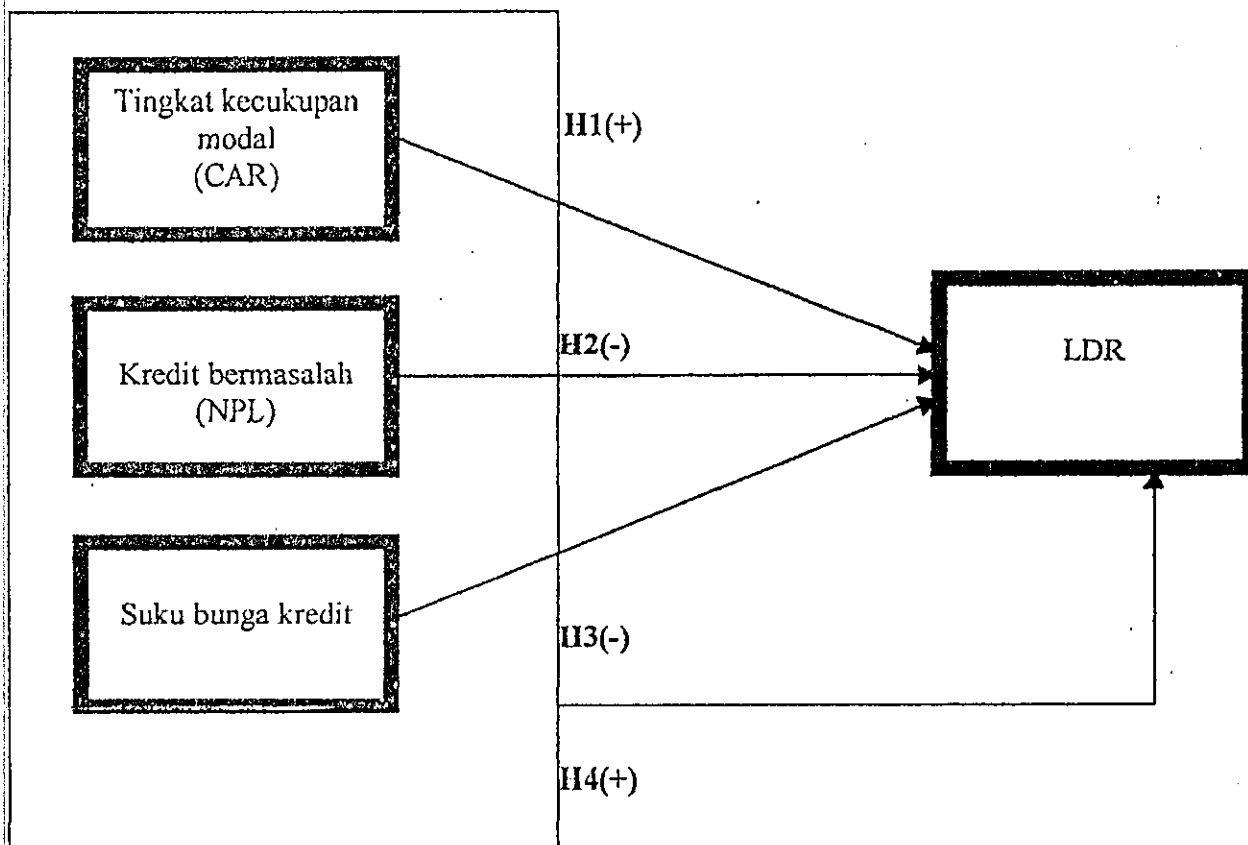 Tingkat kecukupan
modal
(CAR)
H1(+)
Kredit bermasalah
(NPL)
H2(-)
LDR
Suku bunga kredit
H3(-)
H4(+)